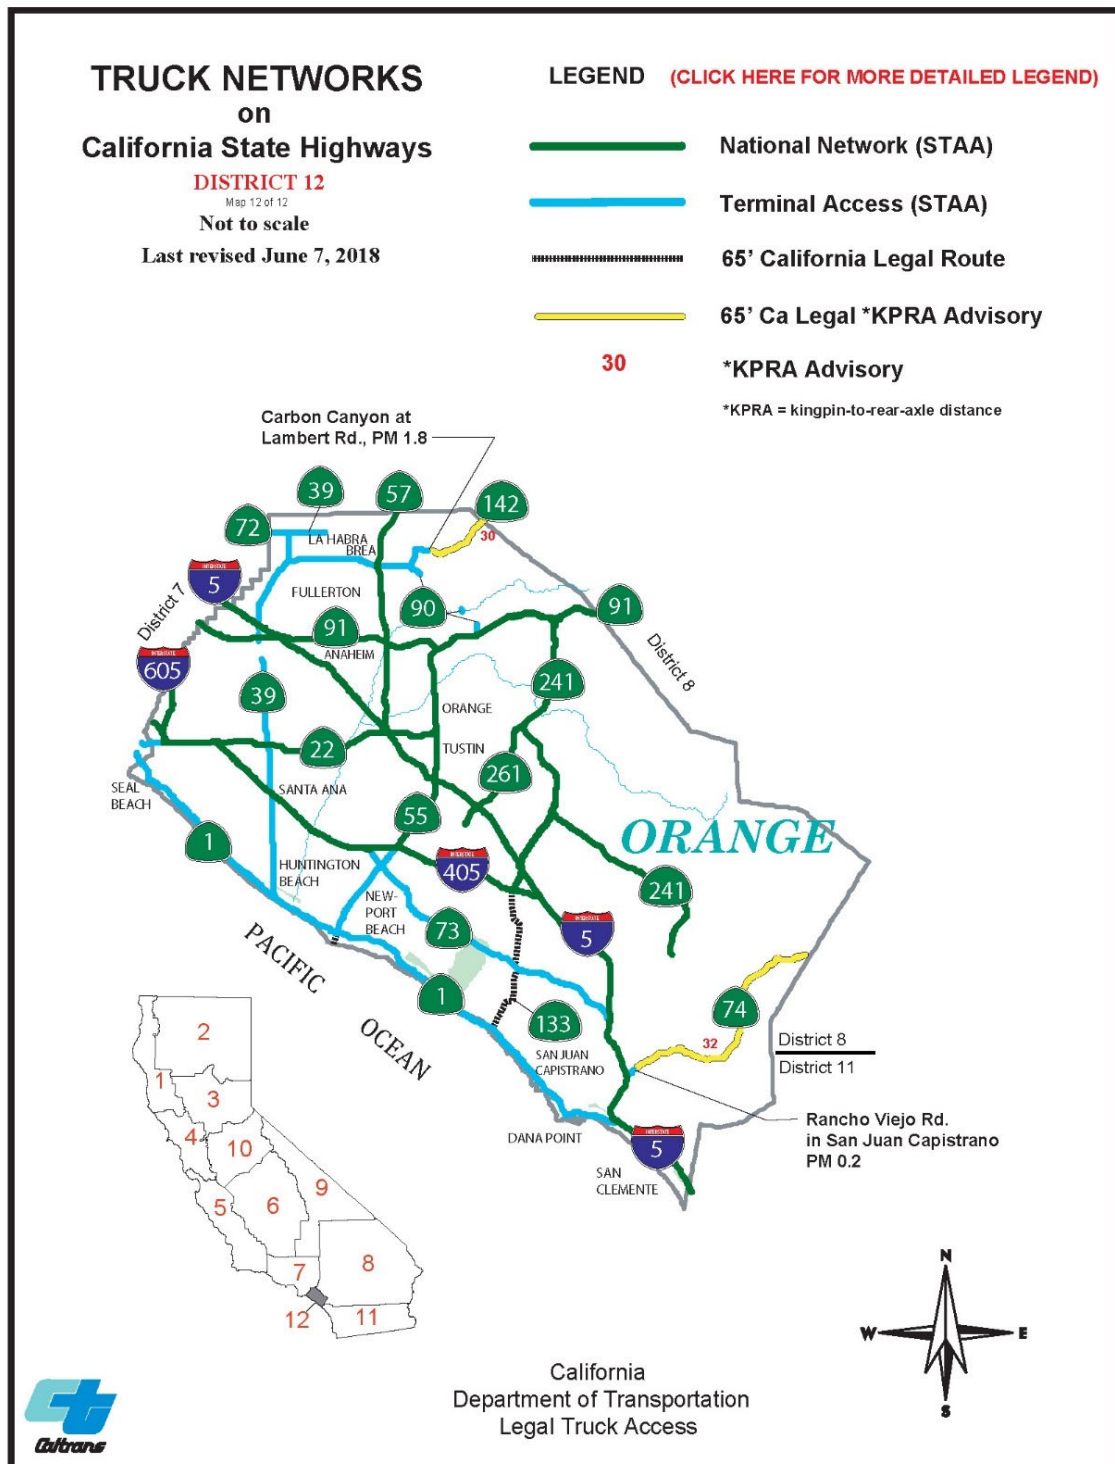 TRUCK NETWORKS
on
California State Highways
DISTRICT 12
Map 12 of 12
Not to scale
Last revised June 7, 2018
LEGEND (CLICK HERE FOR MORE DETAILED LEGEND)
National Network (STAA)
Terminal Access (STAA)
65' California Legal Route
65' Ca Legal *KPRA Advisory
30 *KPRA Advisory
*KPRA = kingpin-to-rear-axle distance
Carbon Canyon at
Lambert Rd., PM 1.8
39
57
142
72
30
LA HABRA
BREA
INTERSTATE
5
FULLERTON
90
91
91
District 7
ANAHEIM
District 8
INTERSTATE
605
39
241
ORANGE
22
TUSTIN
261
SEAL
BEACH
SANTA ANA
55
ORANGE
1
INTERSTATE
405
HUNTINGTON
BEACH
241
NEW-
PORT
BEACH
73
INTERSTATE
5
PACIFIC
OCEAN
1
133
74
32
District 8
District 11
SAN JUAN
CAPISTRANO
DANA POINT
INTERSTATE
5
SAN
CLEMENTE
Rancho Viejo Rd.
in San Juan Capistrano
PM 0.2
2
1
3
4
10
9
5
6
7
8
12
11
N
W
E
S
California
Department of Transportation
Legal Truck Access
ct
Caltrans